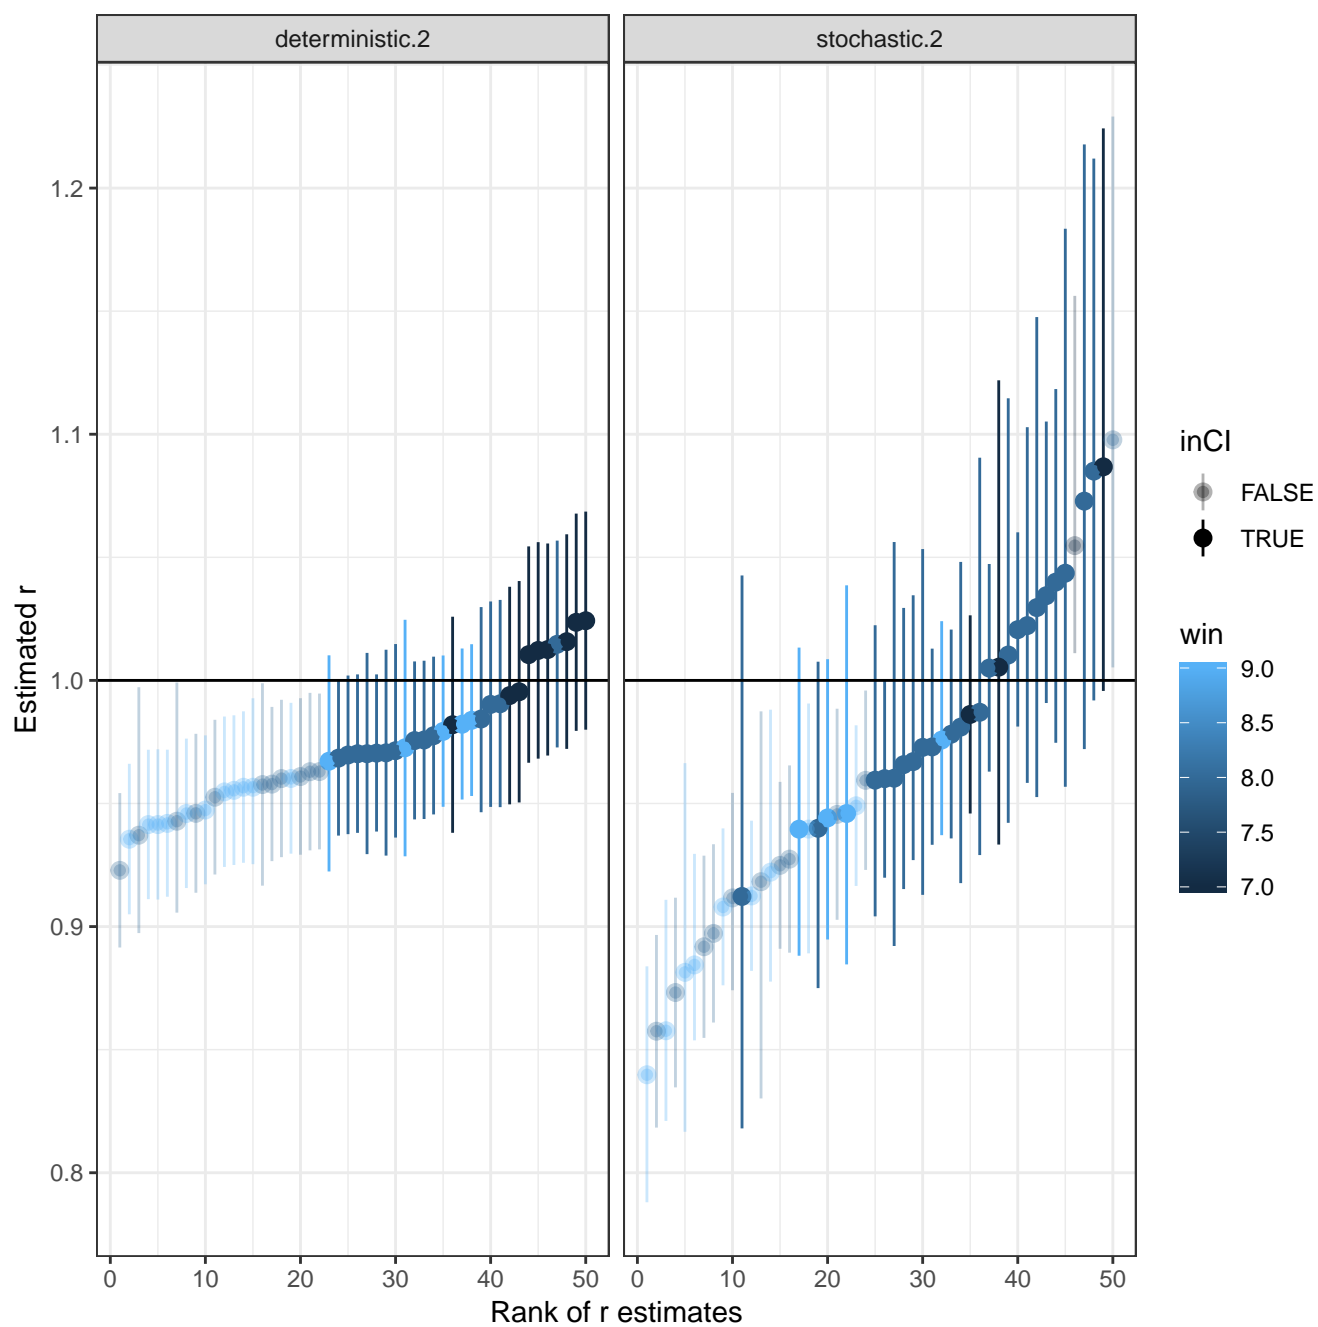 deterministic.2
stochastic.2
Estimated r
1.2
1.1
1.0
0.9
0.8
0 10 20 30 40 50
0 10 20 30 40 50
Rank of r estimates
inCI
FALSE
TRUE
win
9.0
8.5
8.0
7.5
7.0